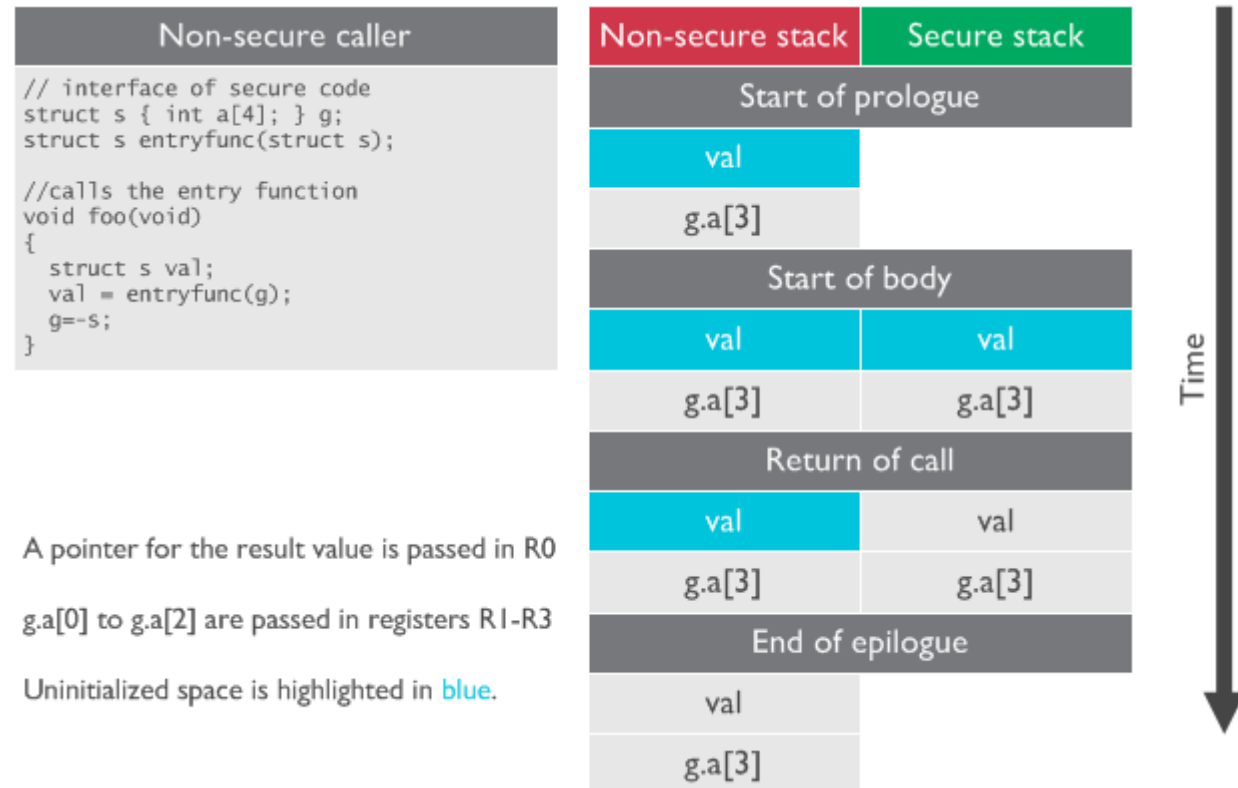 Non-secure caller
// interface of secure code
struct s { int a[4]; } g;
struct s entryfunc(struct s);
//calls the entry function
void foo(void)
{
struct s val;
val = entryfunc(g);
g=-s;
}
A pointer for the result value is passed in R0
g.a[0] to g.a[2] are passed in registers R1-R3
Uninitialized space is highlighted in blue.
Non-secure stack Secure stack
Start of prologue
val
g.a[3]
Start of body
val val
g.a[3] g.a[3]
Return of call
val val
g.a[3] g.a[3]
End of epilogue
val
g.a[3]
Time